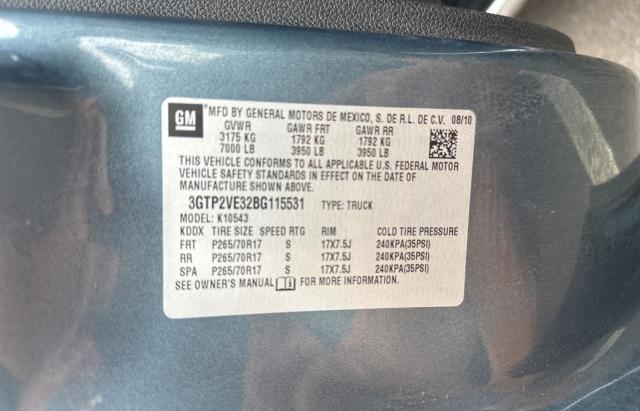 GM *MFD BY GENERAL MOTORS DE MEXICO, S. DE R.L. DE C.V. 08/10
GVWR GAWR FRT GAWR RR
3175 KG 1792 KG 1792 KG
7000 LB 3950 LB 3950 LB
THIS VEHICLE CONFORMS TO ALL APPLICABLE U.S. FEDERAL MOTOR
VEHICLE SAFETY STANDARDS IN EFFECT ON THE DATE OF
MANUFACTURE SHOWN ABOVE.
3GTP2VE32BG115531 TYPE: TRUCK
MODEL: K10543
KDDX TIRE SIZE SPEED RTG RIM COLD TIRE PRESSURE
FRT P265/70R17 S 17X7.5J 240KPA(35PSI)
RR P265/70R17 S 17X7.5J 240KPA(35PSI)
SPA P265/70R17 S 17X7.5J 240KPA(35PSI)
SEE OWNER'S MANUAL FOR MORE INFORMATION.